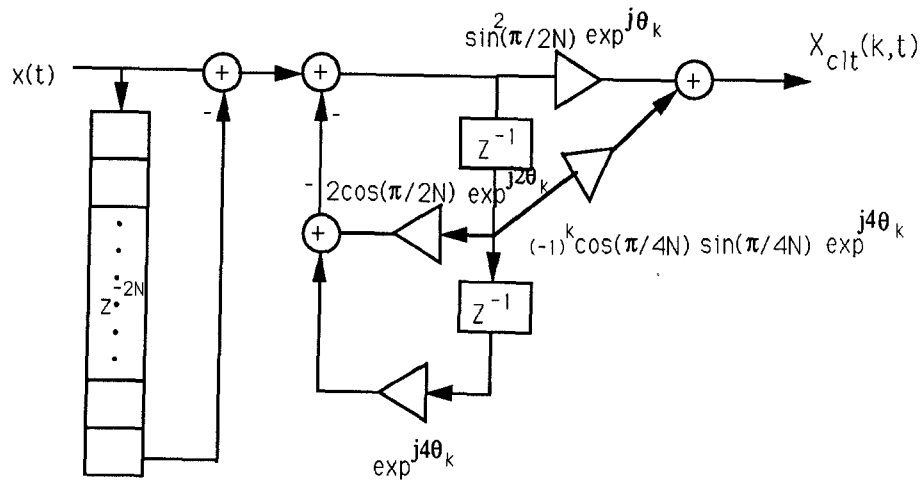 sin²(π/2N) exp^jθ_k
X_clt(k,t)
x(t)
+
+
+
-
-
Z^-1
-
2cos(π/2N) exp^j2θ_k
+
(-1)^k cos(π/4N) sin(π/4N) exp^j4θ_k
Z^-2N
Z^-1
exp^j4θ_k